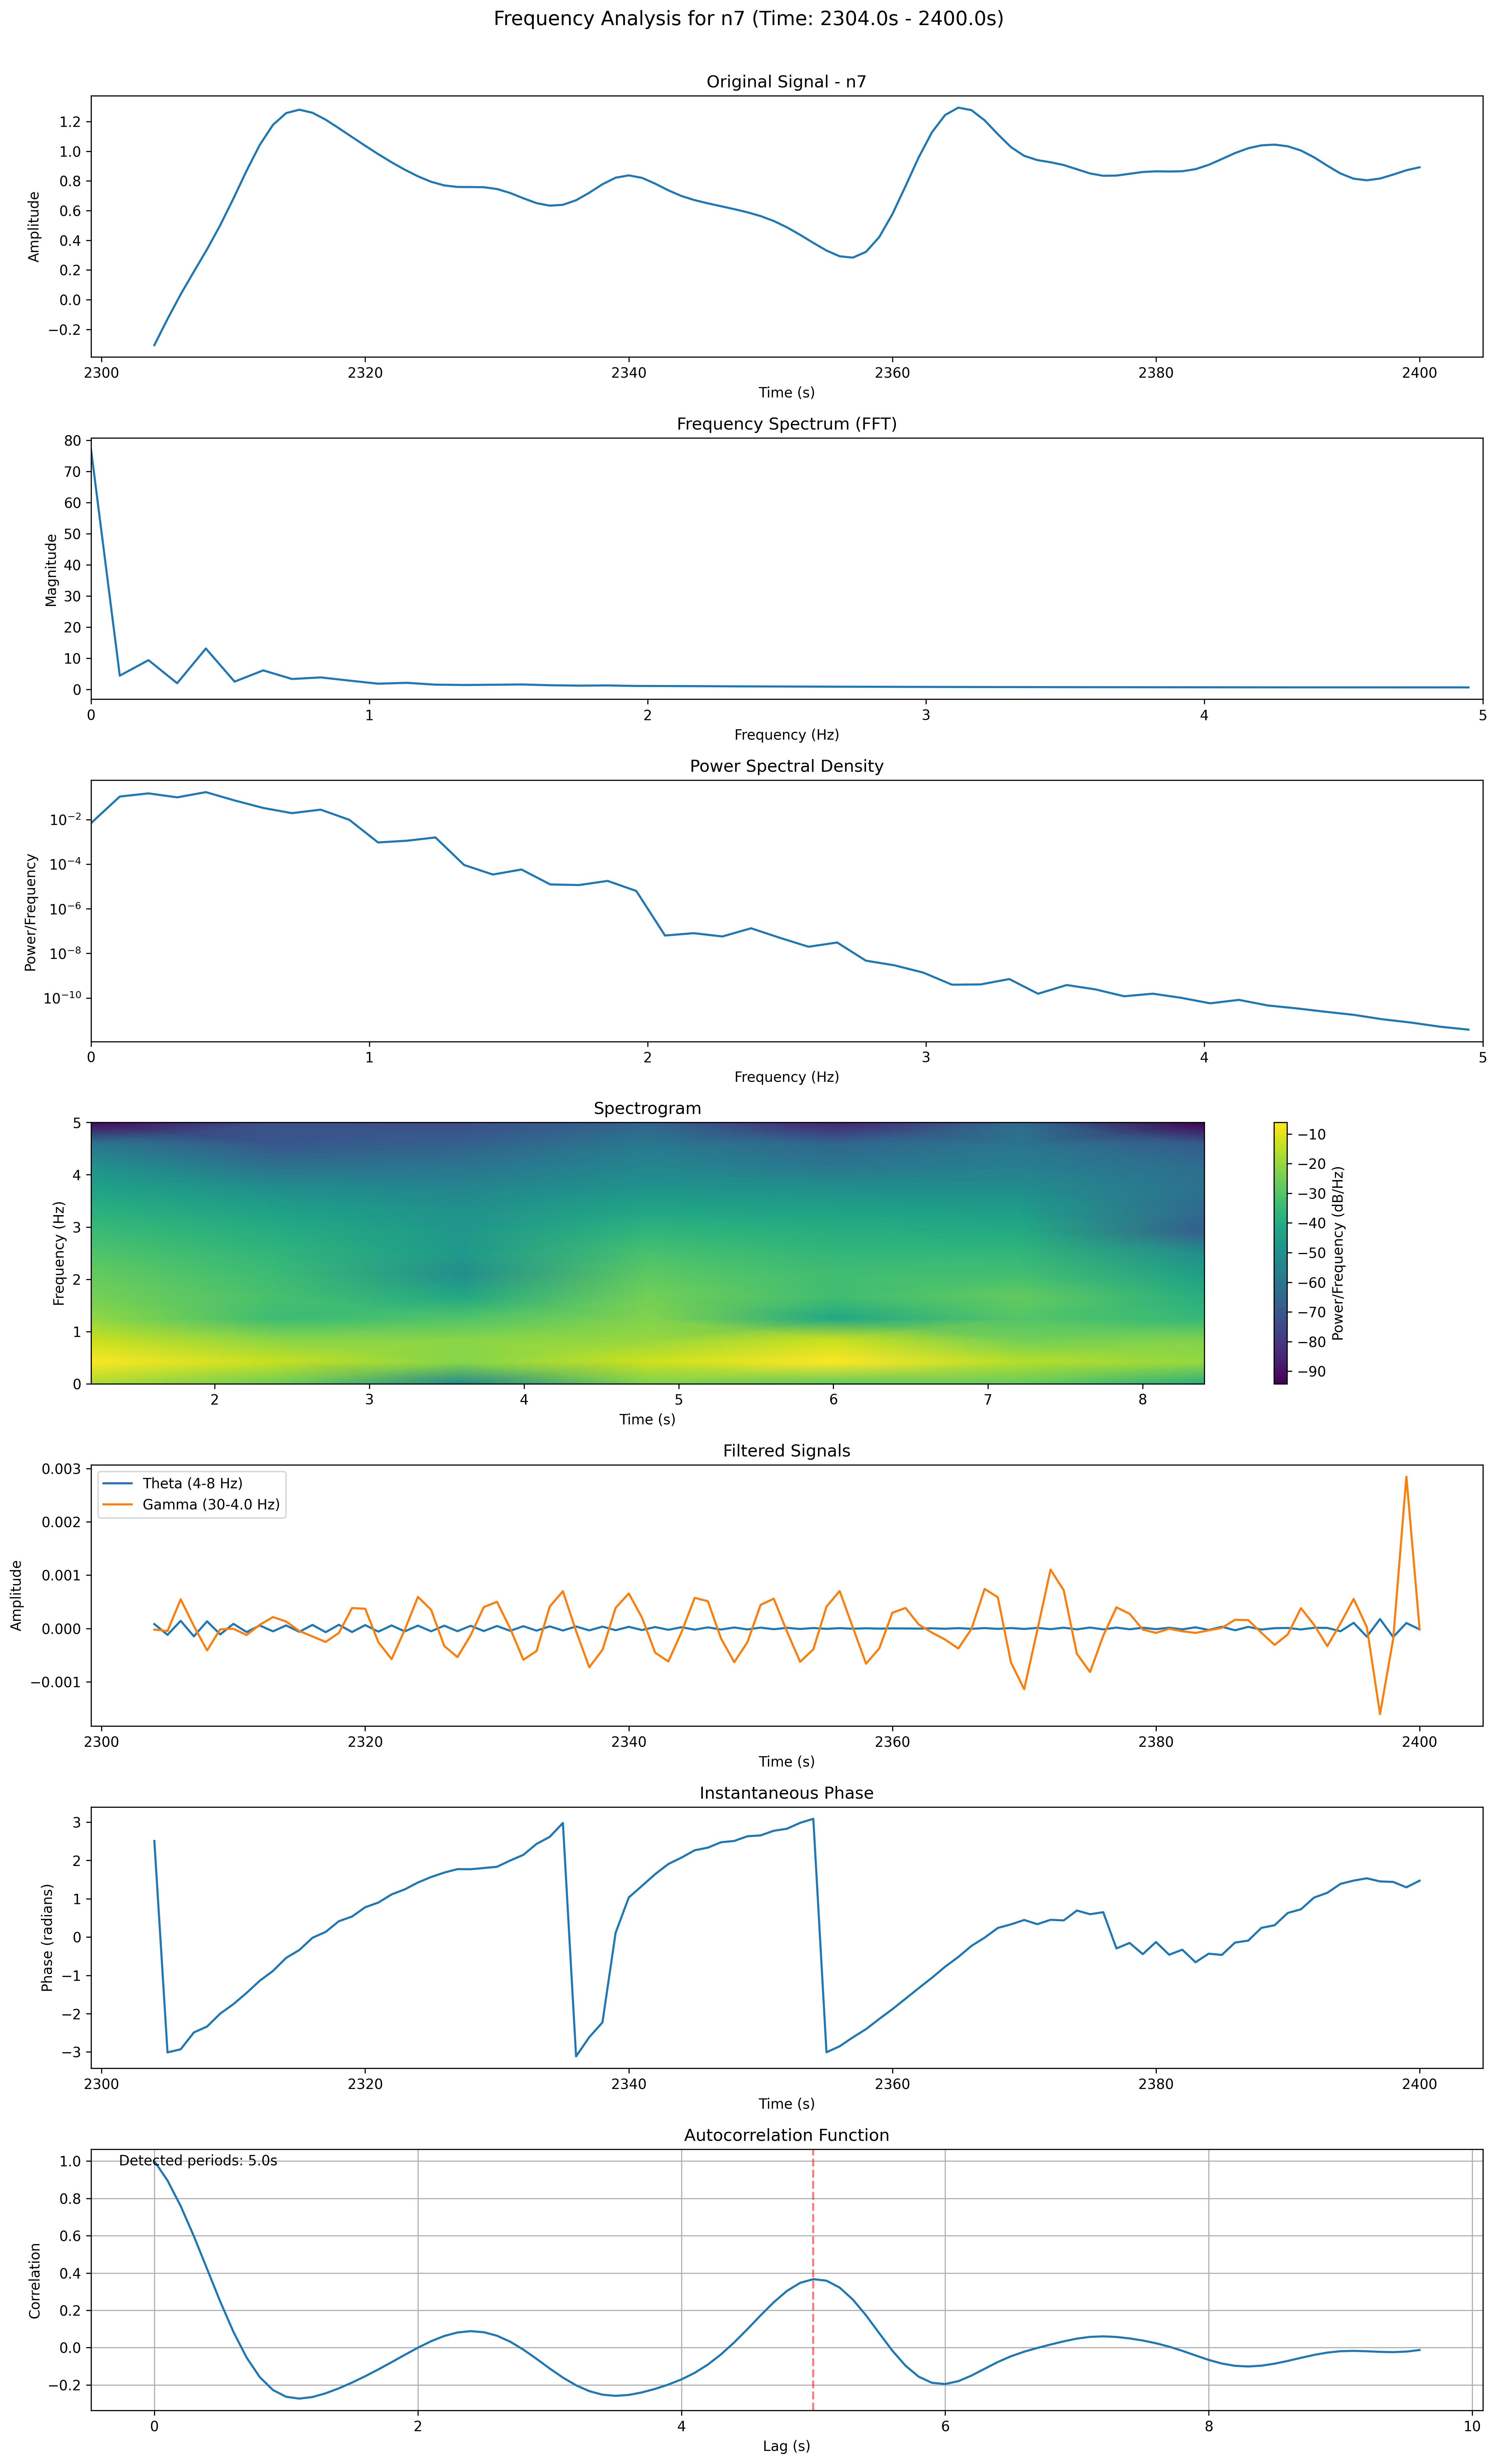 Frequency Analysis for n7 (Time: 2304.0s - 2400.0s)
Original Signal - n7
Amplitude
1.2
1.0
0.8
0.6
0.4
0.2
0.0
−0.2
2300 2320 2340 2360 2380 2400
Time (s)
Frequency Spectrum (FFT)
Magnitude
80
70
60
50
40
30
20
10
0
0 1 2 3 4 5
Frequency (Hz)
Power Spectral Density
Power/Frequency
10⁻²
10⁻⁴
10⁻⁶
10⁻⁸
10⁻¹⁰
0 1 2 3 4 5
Frequency (Hz)
Spectrogram
Frequency (Hz)
5
4
3
2
1
0
2 3 4 5 6 7 8
Time (s)
−10
−20
−30
−40
−50
−60
−70
−80
−90
Power/Frequency (dB/Hz)
Filtered Signals
Amplitude
0.003
0.002
0.001
0.000
−0.001
Theta (4-8 Hz)
Gamma (30-4.0 Hz)
2300 2320 2340 2360 2380 2400
Time (s)
Instantaneous Phase
Phase (radians)
3
2
1
0
−1
−2
−3
2300 2320 2340 2360 2380 2400
Time (s)
Autocorrelation Function
Correlation
Detected periods: 5.0s
1.0
0.8
0.6
0.4
0.2
0.0
−0.2
0 2 4 6 8 10
Lag (s)